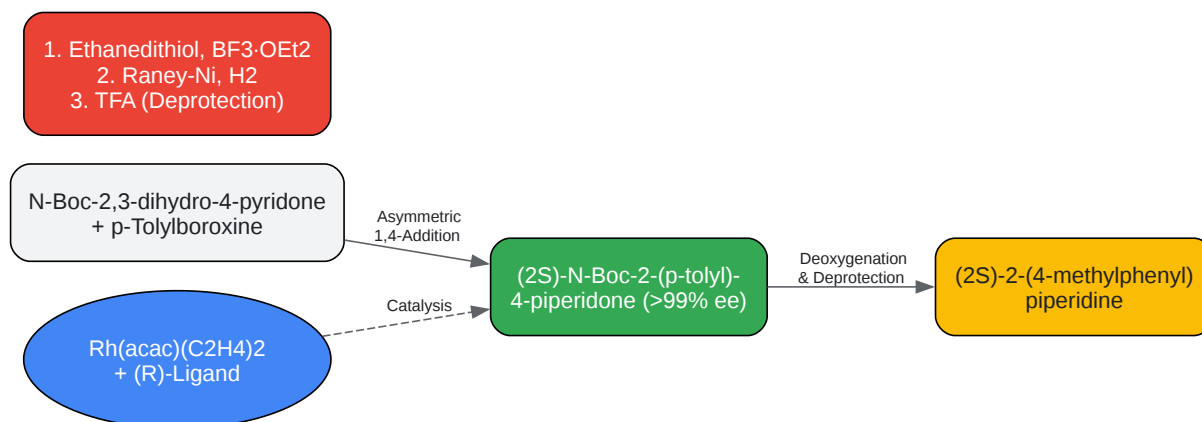 1. Ethanedithiol, BF3·OEt2
2. Raney-Ni, H2
3. TFA (Deprotection)
N-Boc-2,3-dihydro-4-pyridone
+ p-Tolylboroxine
Asymmetric
1,4-Addition
Catalysis
Rh(acac)(C2H4)2
+ (R)-Ligand
(2S)-N-Boc-2-(p-tolyl)-
4-piperidone (>99% ee)
Deoxygenation
& Deprotection
(2S)-2-(4-methylphenyl)
piperidine